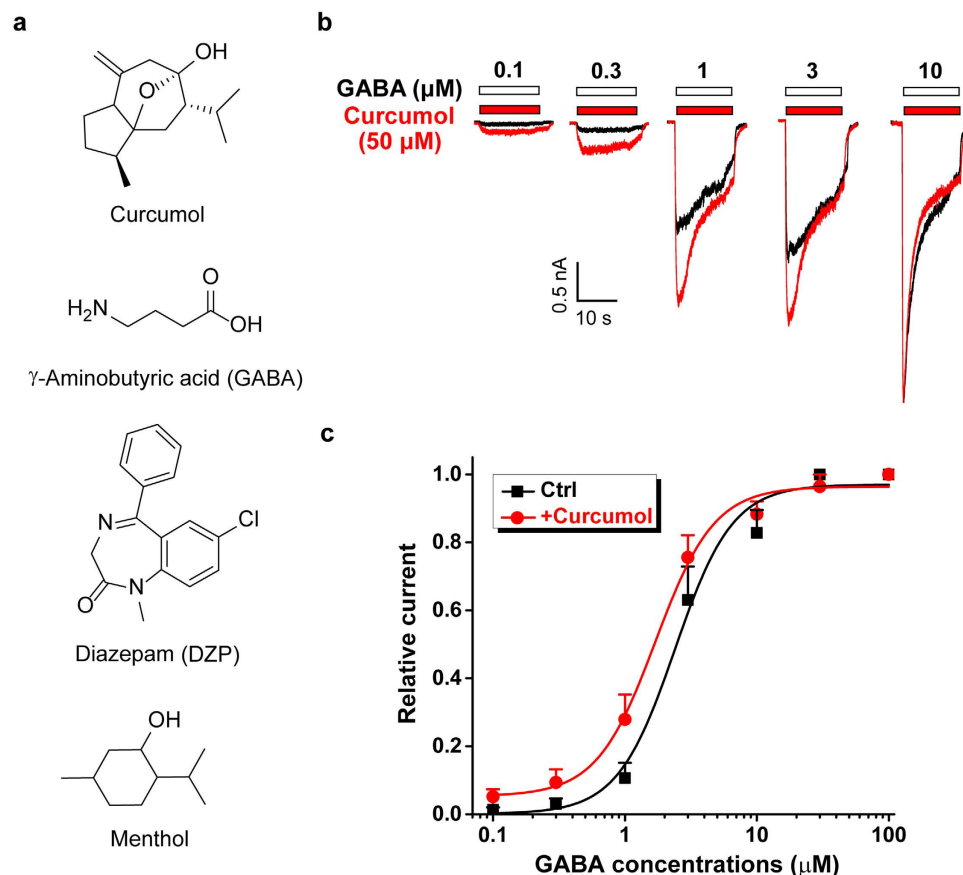 a
OH
O
Curcumol
O
H₂N
OH
γ-Aminobutyric acid (GABA)
N
Cl
O
N
Diazepam (DZP)
OH
Menthol
b
0.1 0.3 1 3 10
GABA (µM)
Curcumol
(50 µM)
0.5 nA
10 s
c
Ctrl
+Curcumol
Relative current
1.0
0.8
0.6
0.4
0.2
0.0
0.1 1 10 100
GABA concentrations (µM)